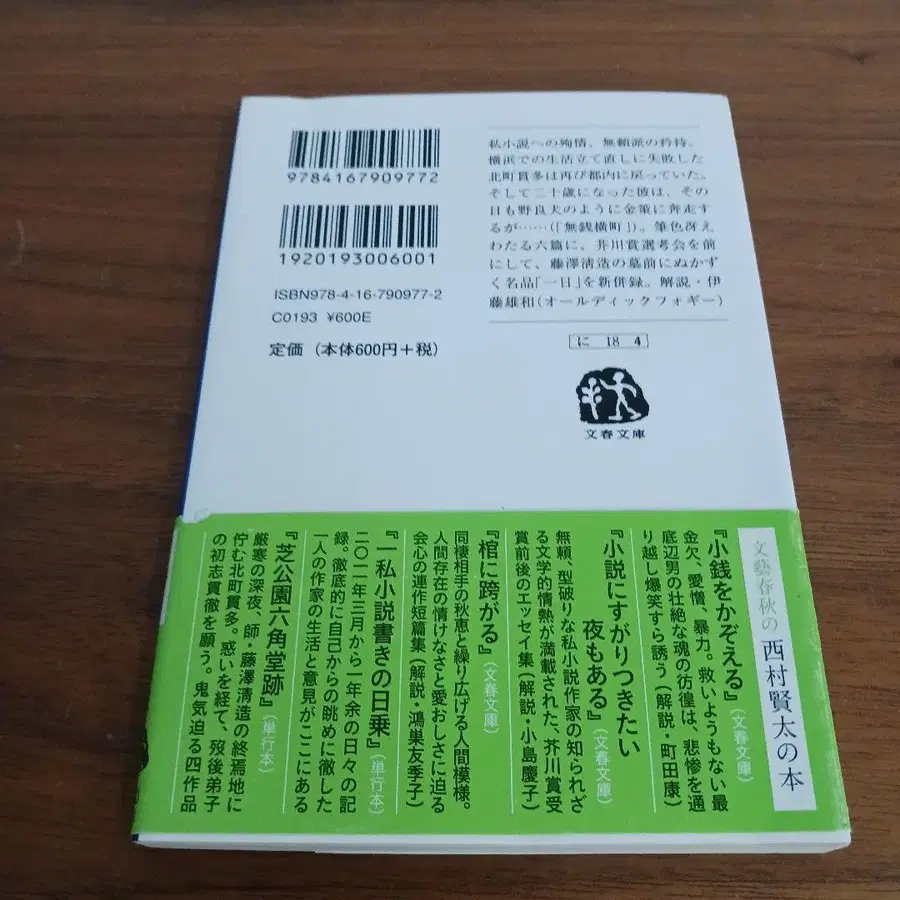 9784167909772
1920193006001
ISBN978-4-16-790977-2
C0193 ¥600E
定価（本体600円＋税）
私小説への殉情、無頼派の矜持。
横浜での生活立て直しに失敗した
北町貫多は再び都内に戻っていた。
そして二十歳になった彼は、その
日も野良犬のように金策に奔走す
るが……(「無銭横町」)。筆色冴え
わたる六篇に、芥川賞選考会を前
にして、藤澤清造の墓前にぬかず
く名品「一日」を新併録。解説・伊
藤雄和(オールディックフォギー)
に 18 4
文春文庫
文藝春秋の 西村賢太の本
『小銭をかぞえる』（文春文庫）
金欠、愛憎、暴力。救いようもない最
底辺男の壮絶な魂の彷徨は、悲惨を通
り越し爆笑すら誘う（解説・町田康）
『小説にすがりつきたい
夜もある』（文春文庫）
無頼、型破りな私小説作家の知られざ
る文学的情熱が満載された、芥川賞受
賞前後のエッセイ集（解説・小島慶子）
『棺に跨がる』（文春文庫）
同棲相手の秋恵と繰り広げる人間模様。
人間存在の情けなさと愛おしさに迫る
会心の連作短篇集（解説・鴻巣友季子）
『一私小説書きの日乗』（単行本）
二〇一一年三月から一年余の日々の記
録。徹底的に自己からの眺めに徹した
一人の作家の生活と意見がここにある
『芝公園六角堂跡』（単行本）
厳寒の深夜、師・藤澤清造の終焉地に
佇む北町貫多。惑いを経て、歿後弟子
の初志貫徹を願う。鬼気迫る四作品